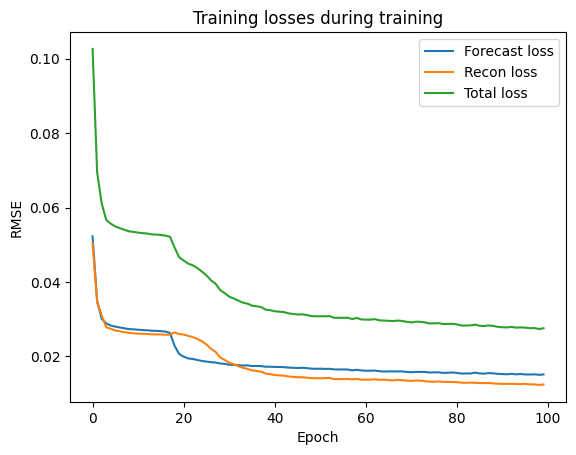 Training losses during training
Forecast loss
Recon loss
Total loss
0.10
0.08
0.06
0.04
0.02
RMSE
0
20
40
60
80
100
Epoch